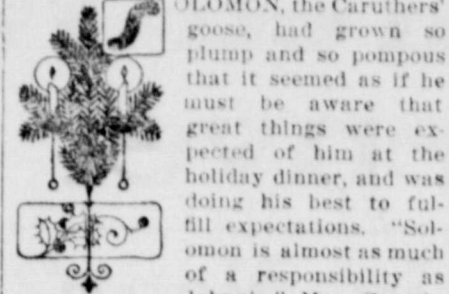 SOLOMON, the Caruthers'
goose, had grown so
plump and so pompous
that it seemed as if he
must be aware that
great things were ex-
pected of him at the
holiday dinner, and was
doing his best to ful-
fill expectations. "Sol-
omon is almost as much
of a responsibility as